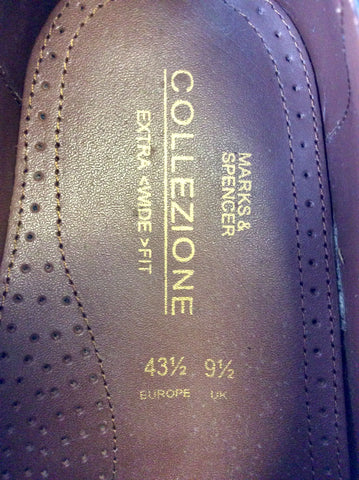 MARKS &
SPENCER
COLLEZIONE
EXTRA <WIDE> FIT
43½ 9½
EUROPE UK